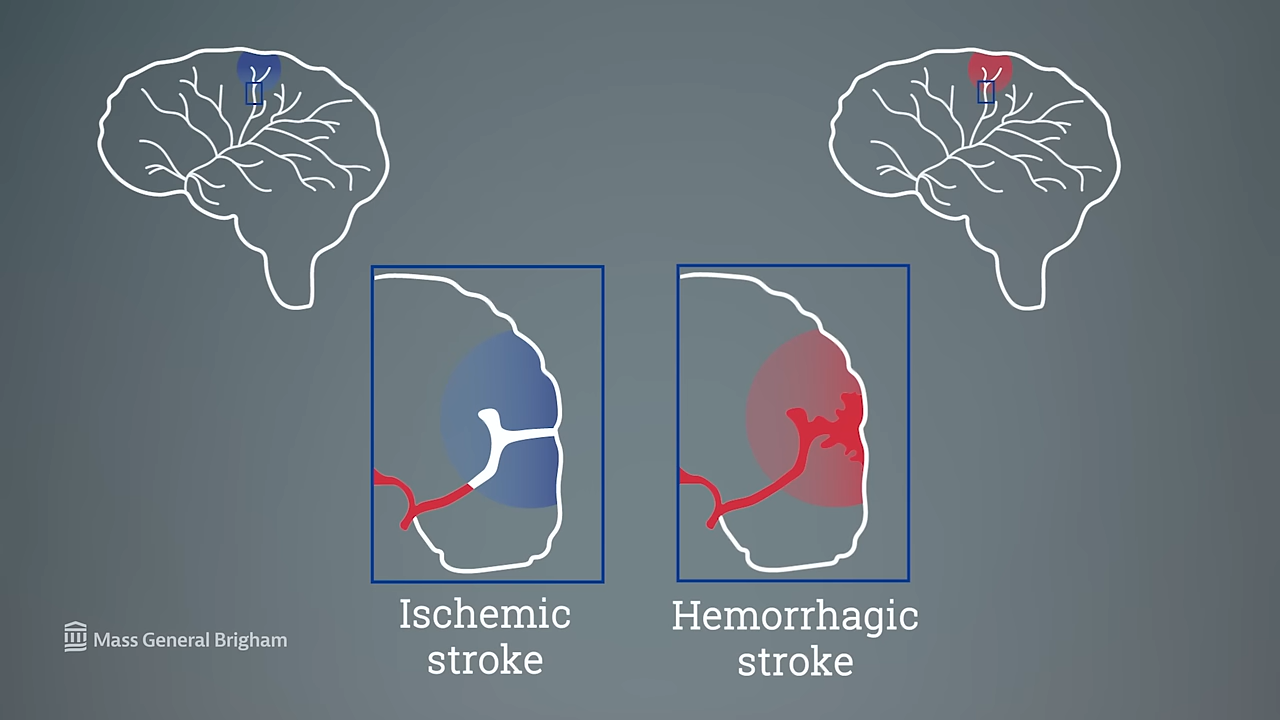 Ischemic
stroke
Hemorrhagic
stroke
Mass General Brigham